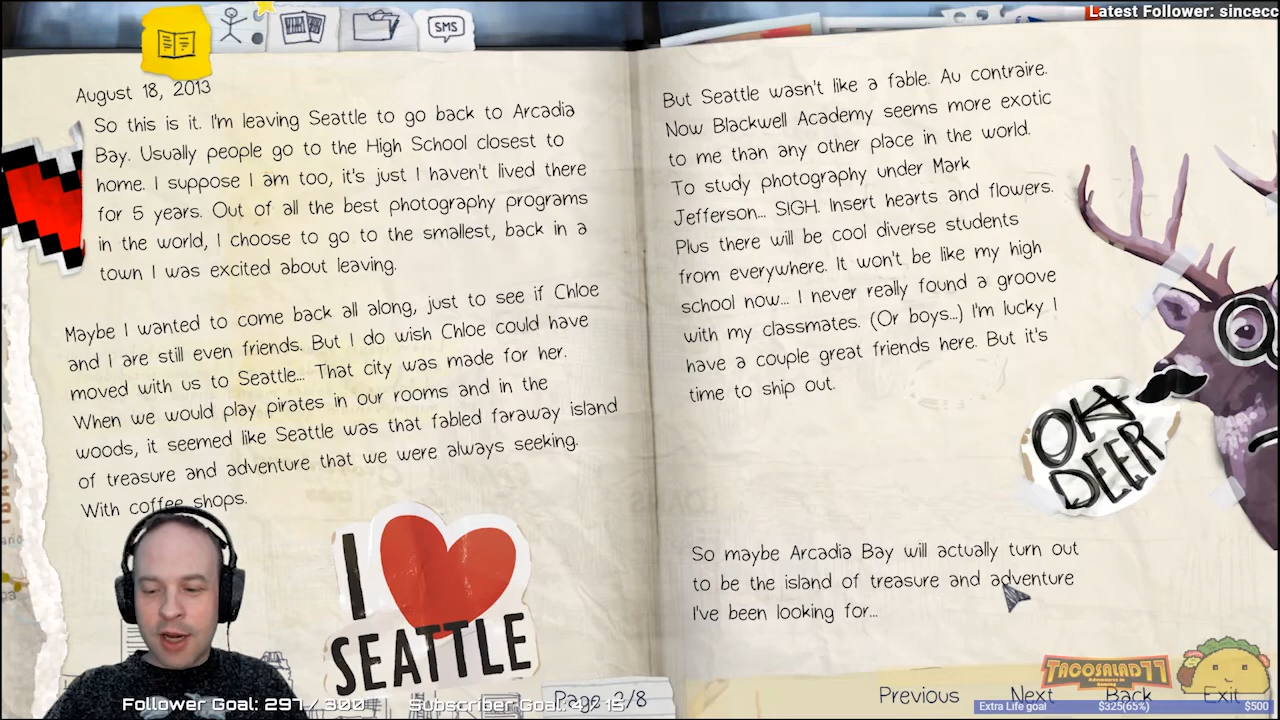 Latest Follower: sincecc
SMS
August 18, 2013
So this is it. I'm leaving Seattle to go back to Arcadia
Bay. Usually people go to the High School closest to
home. I suppose I am too, it's just I haven't lived there
for 5 years. Out of all the best photography programs
in the world, I choose to go to the smallest, back in a
town I was excited about leaving.
Maybe I wanted to come back all along, just to see if Chloe
and I are still even friends. But I do wish Chloe could have
moved with us to Seattle... That city was made for her.
When we would play pirates in our rooms and in the
woods, it seemed like Seattle was that fabled faraway island
of treasure and adventure that we were always seeking.
With coffee shops.
I
SEATTLE
But Seattle wasn't like a fable. Au contraire.
Now Blackwell Academy seems more exotic
to me than any other place in the world.
To study photography under Mark
Jefferson... SIGH. Insert hearts and flowers.
Plus there will be cool diverse students
from everywhere. It won't be like my high
school now... I never really found a groove
with my classmates. (Or boys...) I'm lucky I
have a couple great friends here. But it's
time to ship out.
OH
DEER
So maybe Arcadia Bay will actually turn out
to be the island of treasure and adventure
I've been looking for...
TACOSALAD77
Adventures in
Gaming
Previous Next Back Exit
Page 2/8
Follower Goal: 297 / 300 Subscriber Goal: 4 / 15
Extra Life goal $325(65%) $500